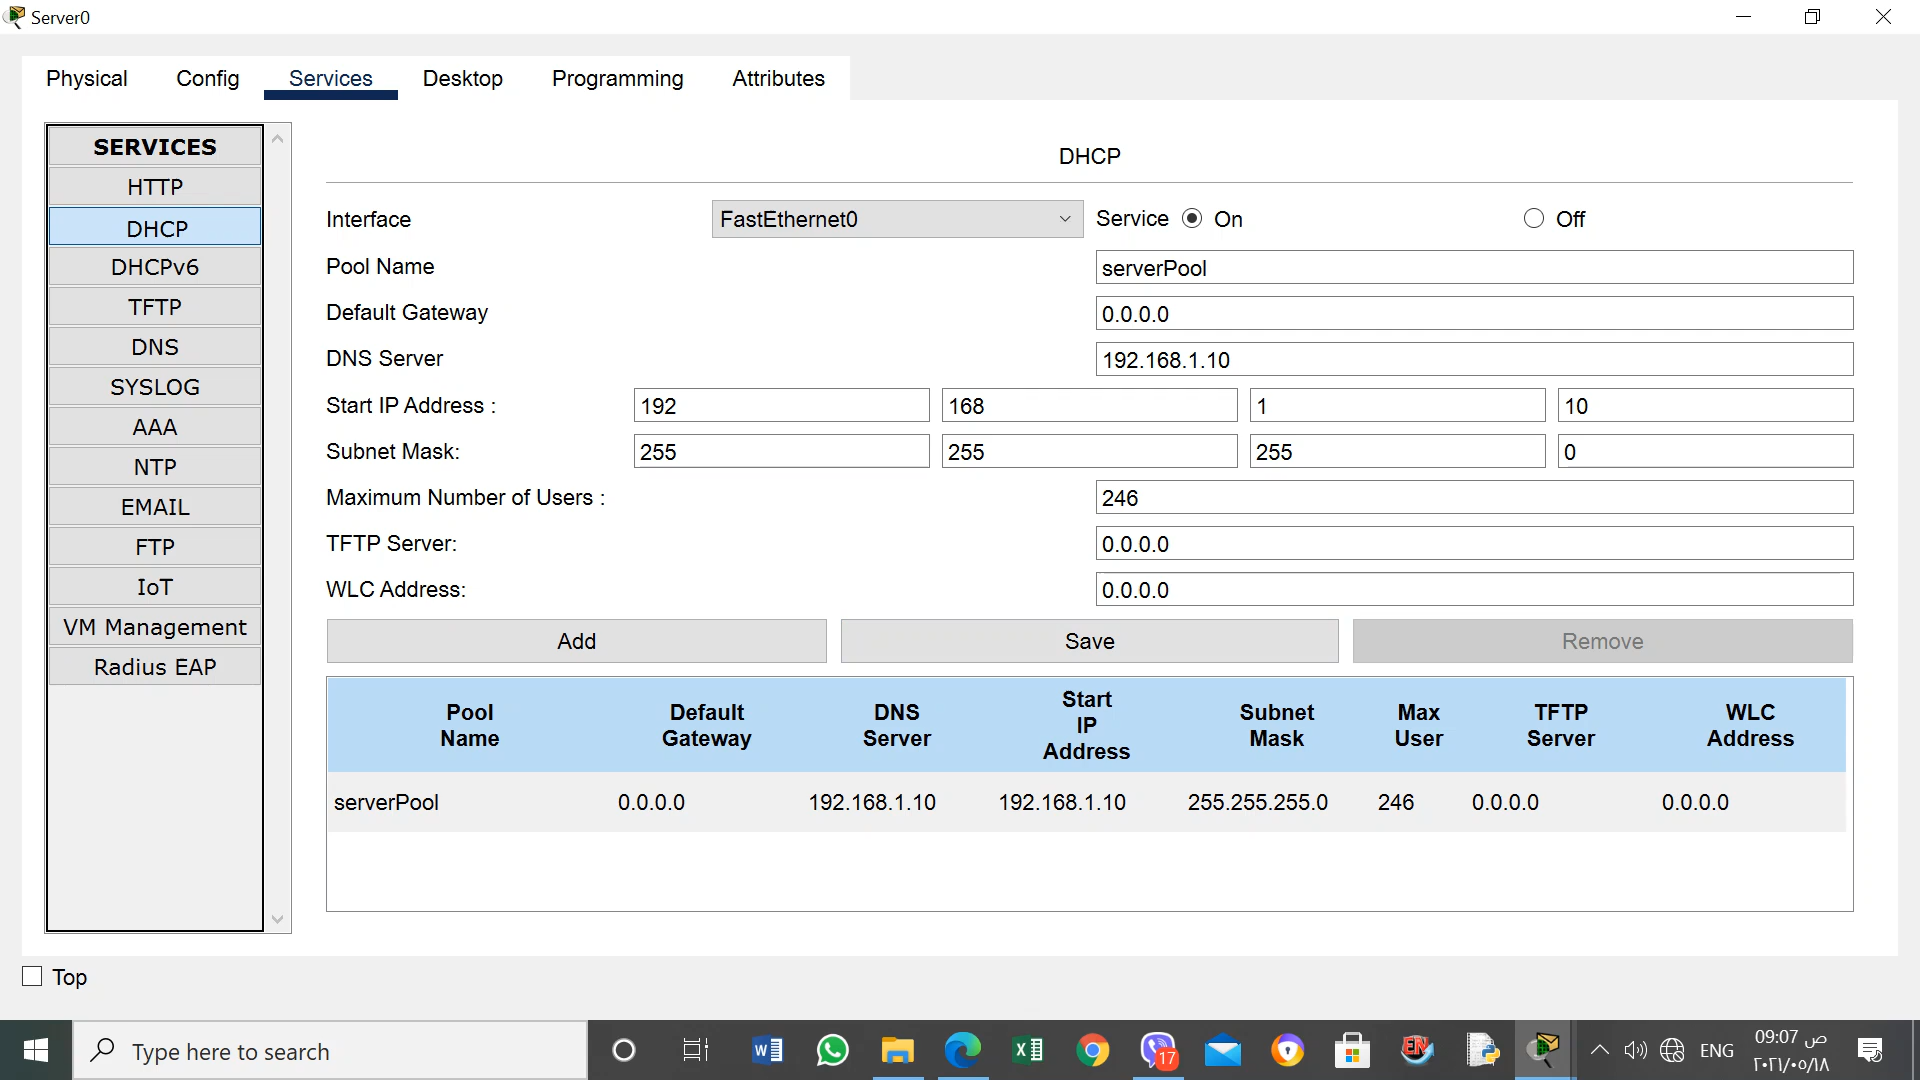 Server0
Physical Config Services Desktop Programming Attributes
SERVICES
HTTP
DHCP
DHCPv6
TFTP
DNS
SYSLOG
AAA
NTP
EMAIL
FTP
IoT
VM Management
Radius EAP
DHCP
Interface FastEthernet0 Service On Off
Pool Name serverPool
Default Gateway 0.0.0.0
DNS Server 192.168.1.10
Start IP Address : 192 168 1 10
Subnet Mask: 255 255 255 0
Maximum Number of Users : 246
TFTP Server: 0.0.0.0
WLC Address: 0.0.0.0
Add Save Remove
Pool Name Default Gateway DNS Server Start IP Address Subnet Mask Max User TFTP Server WLC Address
serverPool 0.0.0.0 192.168.1.10 192.168.1.10 255.255.255.0 246 0.0.0.0 0.0.0.0
Top
Type here to search
17
EN
ENG
09:07 ص
٢٠٢١/٠٥/١٨